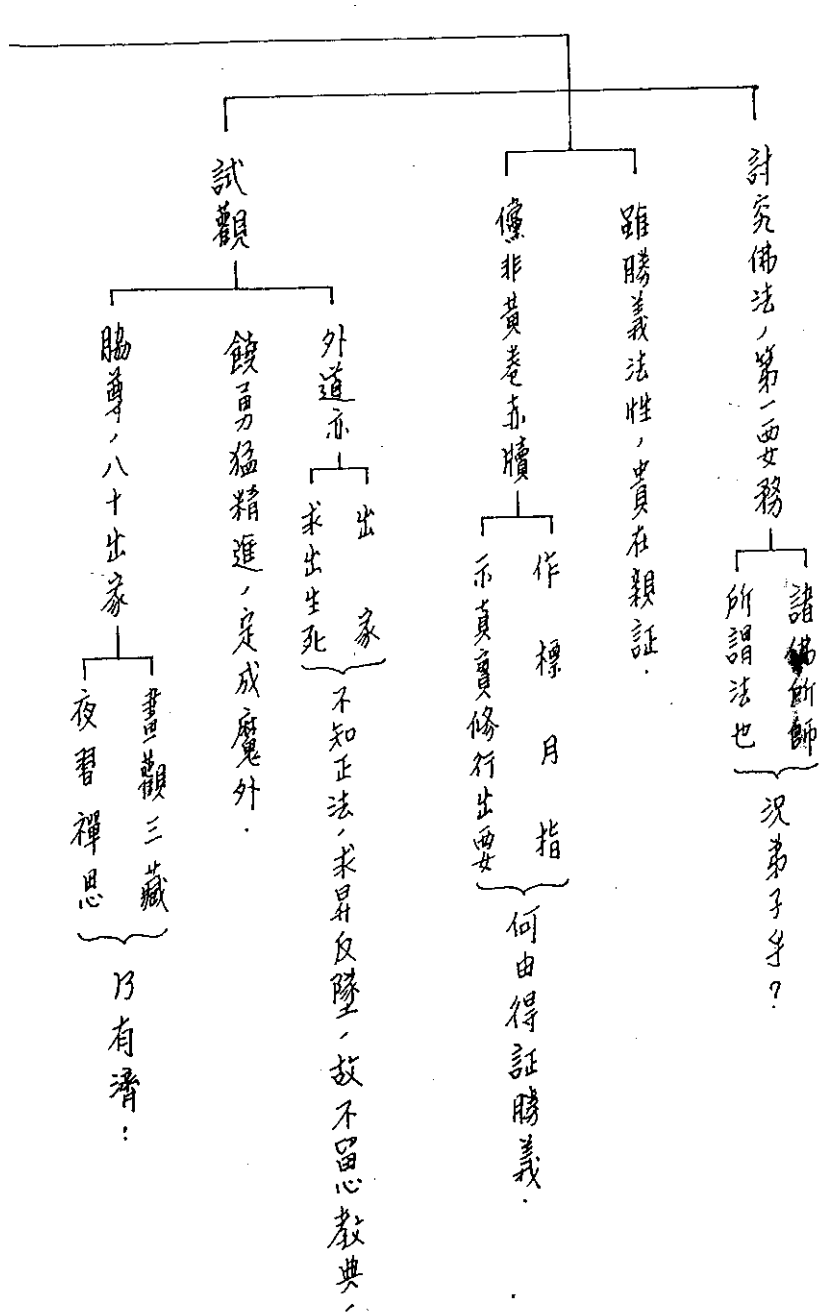 討究佛法，第一要務
諸佛所師
所謂法也
況弟子乎？
雖勝義法性，貴在親証．
儻非黃卷赤牘
作標月指
示真實修行出要
何由得証勝義．
試觀
外道亦
出家
求出生死
不知正法，求昇反墜，故不留心教典，
饒勇猛精進，定成魔外．
脇尊，八十出家
晝觀三藏
夜習禪思
乃有濟！